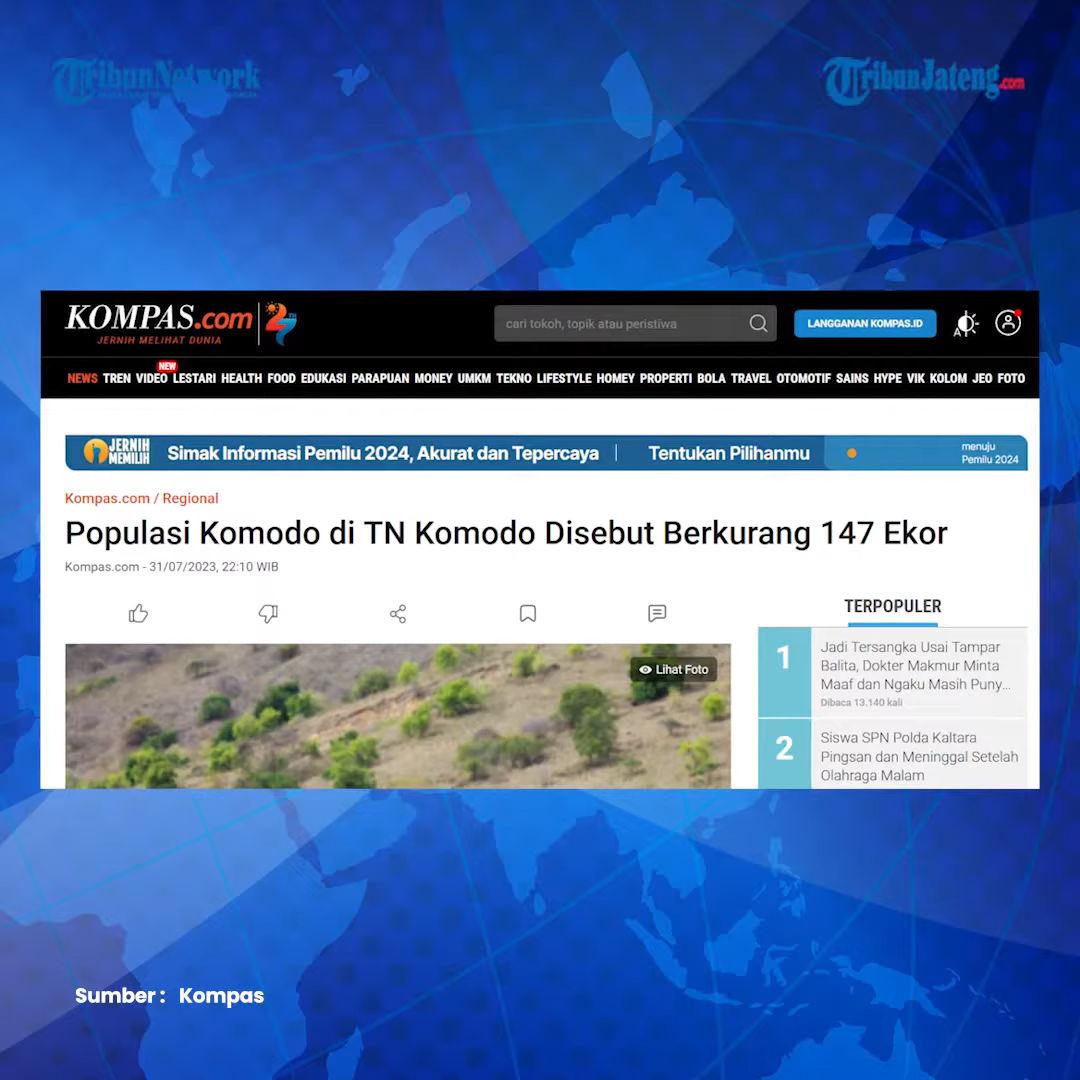 TribunNetwork
TribunJateng.com
KOMPAS.com
JERNIH MELIHAT DUNIA
TH
cari tokoh, topik atau peristiwa
LANGGANAN KOMPAS.ID
A
NEW
NEWS TREN VIDEO LESTARI HEALTH FOOD EDUKASI PARAPUAN MONEY UMKM TEKNO LIFESTYLE HOMEY PROPERTI BOLA TRAVEL OTOMOTIF SAINS HYPE VIK KOLOM JEO FOTO
JERNIH
MEMILIH
Simak Informasi Pemilu 2024, Akurat dan Tepercaya
Tentukan Pilihanmu
menuju
Pemilu 2024
Kompas.com / Regional
Populasi Komodo di TN Komodo Disebut Berkurang 147 Ekor
Kompas.com - 31/07/2023, 22:10 WIB
Lihat Foto
TERPOPULER
1
Jadi Tersangka Usai Tampar
Balita, Dokter Makmur Minta
Maaf dan Ngaku Masih Puny...
Dibaca 13.140 kali
2
Siswa SPN Polda Kaltara
Pingsan dan Meninggal Setelah
Olahraga Malam
Sumber : Kompas